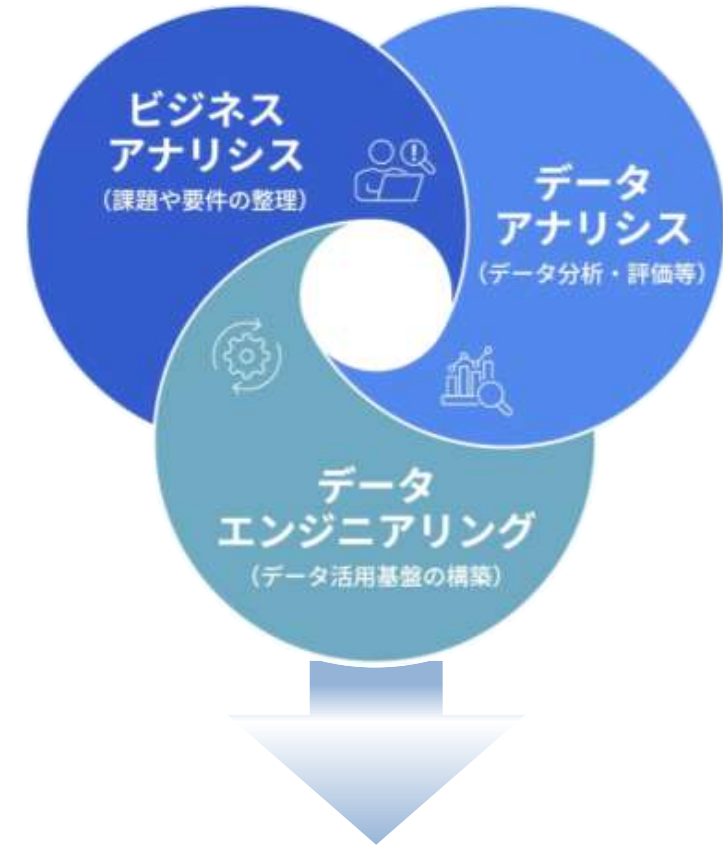 ビジネス
アナリシス
（課題や要件の整理）
データ
アナリシス
（データ分析・評価等）
データ
エンジニアリング
（データ活用基盤の構築）